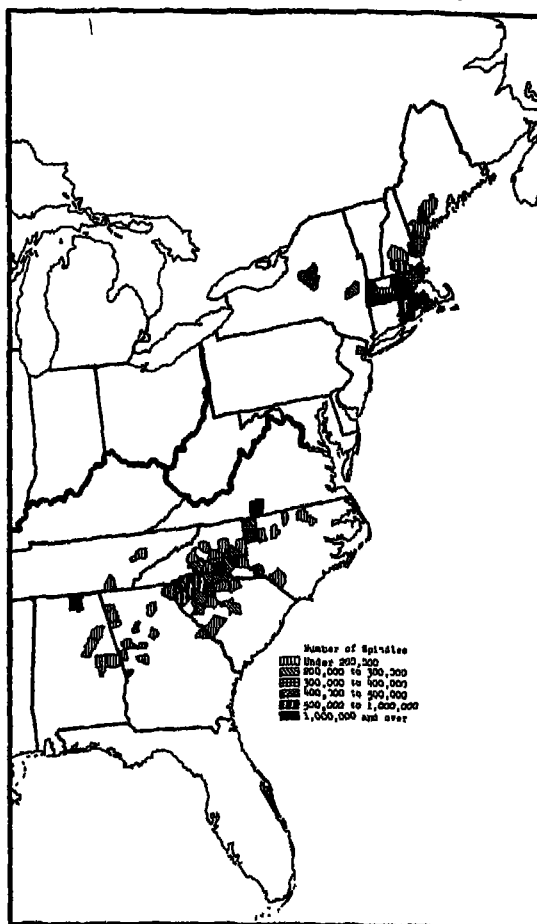 Number of Spindles
Under 200,000
200,000 to 300,000
300,000 to 400,000
400,000 to 500,000
500,000 to 1,000,000
1,000,000 and over